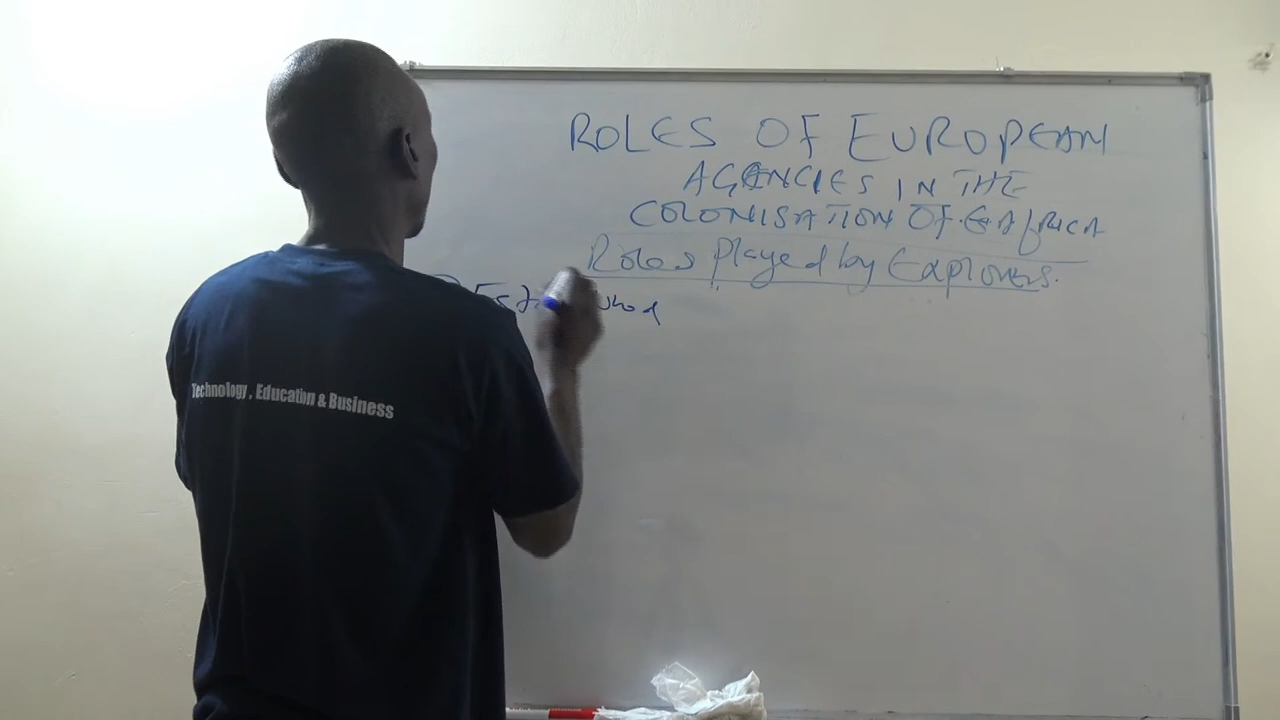 ROLES OF EUROPEAN
AGENCIES IN THE
COLONISATION OF E.AfRICA
Roles played by Explorers.
Technology , Education & Business